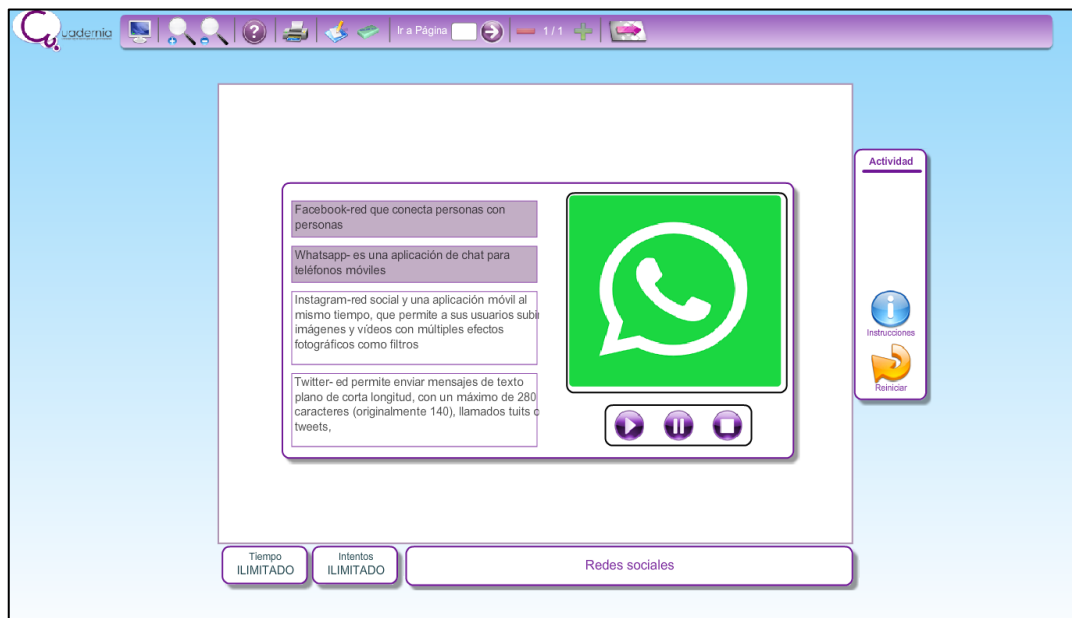 Cuadernia
Ir a Página
1/1
Actividad
Facebook-red que conecta personas con
personas
Whatsapp- es una aplicación de chat para
teléfonos móviles
Instagram-red social y una aplicación móvil al
mismo tiempo, que permite a sus usuarios subir
imágenes y vídeos con múltiples efectos
fotográficos como filtros
Twitter- ed permite enviar mensajes de texto
plano de corta longitud, con un máximo de 280
caracteres (originalmente 140), llamados tuits o
tweets,
Instrucciones
Reiniciar
Tiempo
ILIMITADO
Intentos
ILIMITADO
Redes sociales